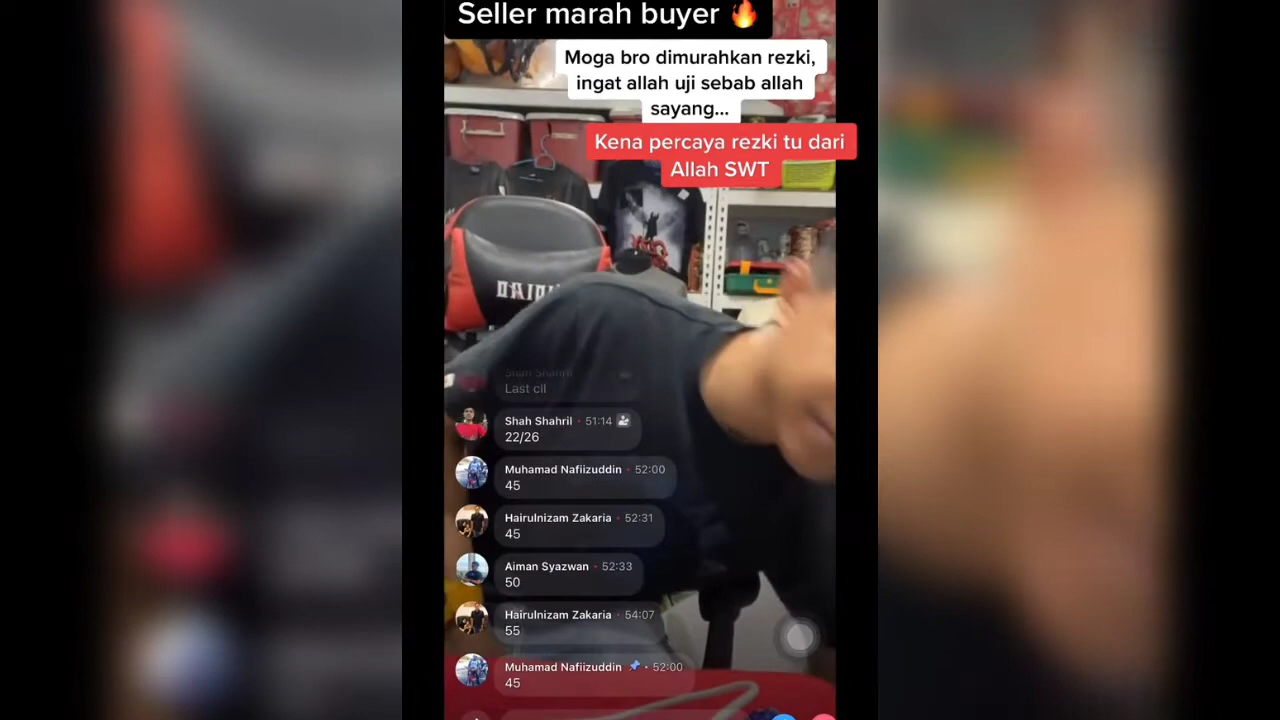 Seller marah buyer 🔥
Moga bro dimurahkan rezki,
ingat allah uji sebab allah
sayang...
Kena percaya rezki tu dari
Allah SWT
Shah Shahril
Last cll
Shah Shahril • 51:14
22/26
Muhamad Nafiizuddin • 52:00
45
Hairulnizam Zakaria • 52:31
45
Aiman Syazwan • 52:33
50
Hairulnizam Zakaria • 54:07
55
Muhamad Nafiizuddin 📌 • 52:00
45